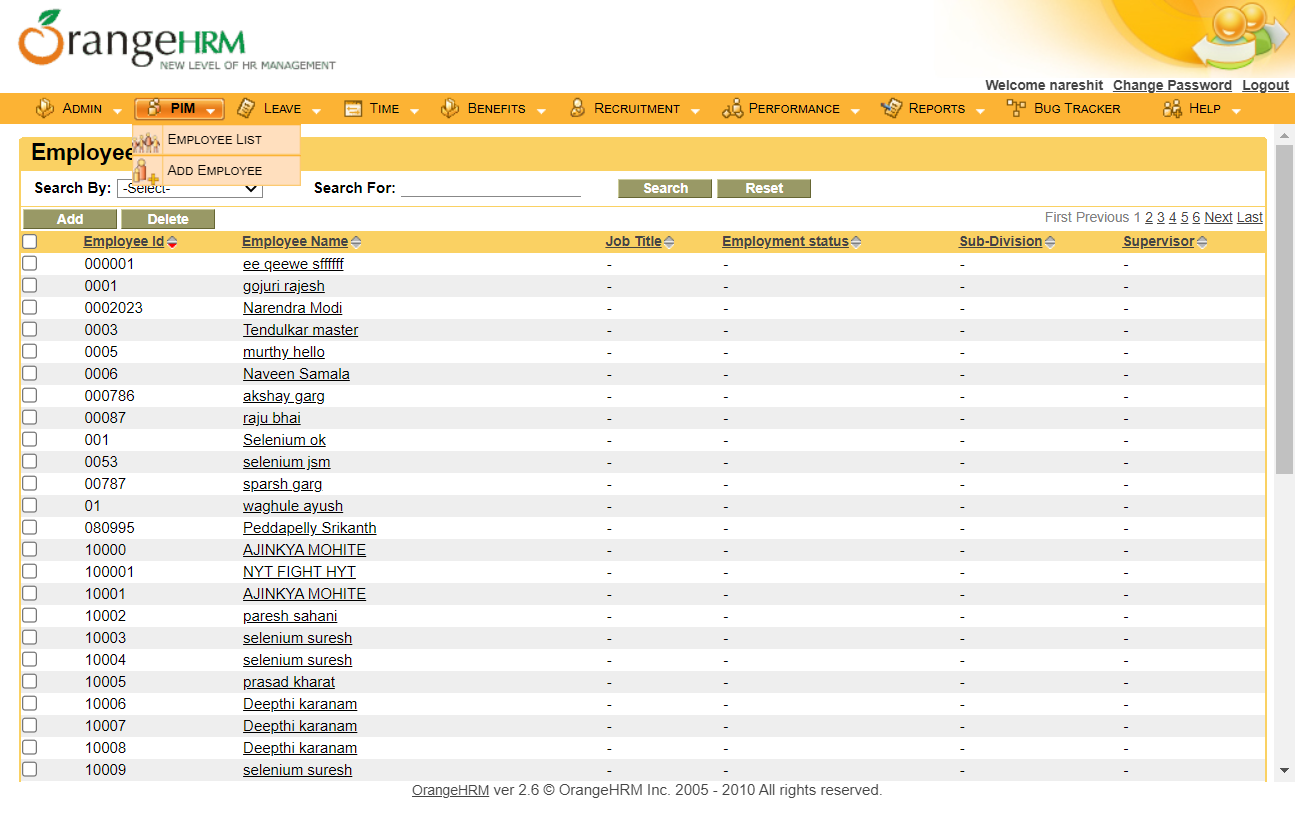 OrangeHRM
NEW LEVEL OF HR MANAGEMENT
Welcome nareshit Change Password Logout
ADMIN PIM LEAVE TIME BENEFITS RECRUITMENT PERFORMANCE REPORTS BUG TRACKER HELP
EMPLOYEE LIST
ADD EMPLOYEE
Employee
Search By: -Select- Search For: Search Reset
Add Delete First Previous 1 2 3 4 5 6 Next Last
Employee Id Employee Name Job Title Employment status Sub-Division Supervisor
000001 ee qeewe sffffff - - - -
0001 gojuri rajesh - - - -
0002023 Narendra Modi - - - -
0003 Tendulkar master - - - -
0005 murthy hello - - - -
0006 Naveen Samala - - - -
000786 akshay garg - - - -
00087 raju bhai - - - -
001 Selenium ok - - - -
0053 selenium jsm - - - -
00787 sparsh garg - - - -
01 waghule ayush - - - -
080995 Peddapelly Srikanth - - - -
10000 AJINKYA MOHITE - - - -
100001 NYT FIGHT HYT - - - -
10001 AJINKYA MOHITE - - - -
10002 paresh sahani - - - -
10003 selenium suresh - - - -
10004 selenium suresh - - - -
10005 prasad kharat - - - -
10006 Deepthi karanam - - - -
10007 Deepthi karanam - - - -
10008 Deepthi karanam - - - -
10009 selenium suresh - - - -
OrangeHRM ver 2.6 © OrangeHRM Inc. 2005 - 2010 All rights reserved.